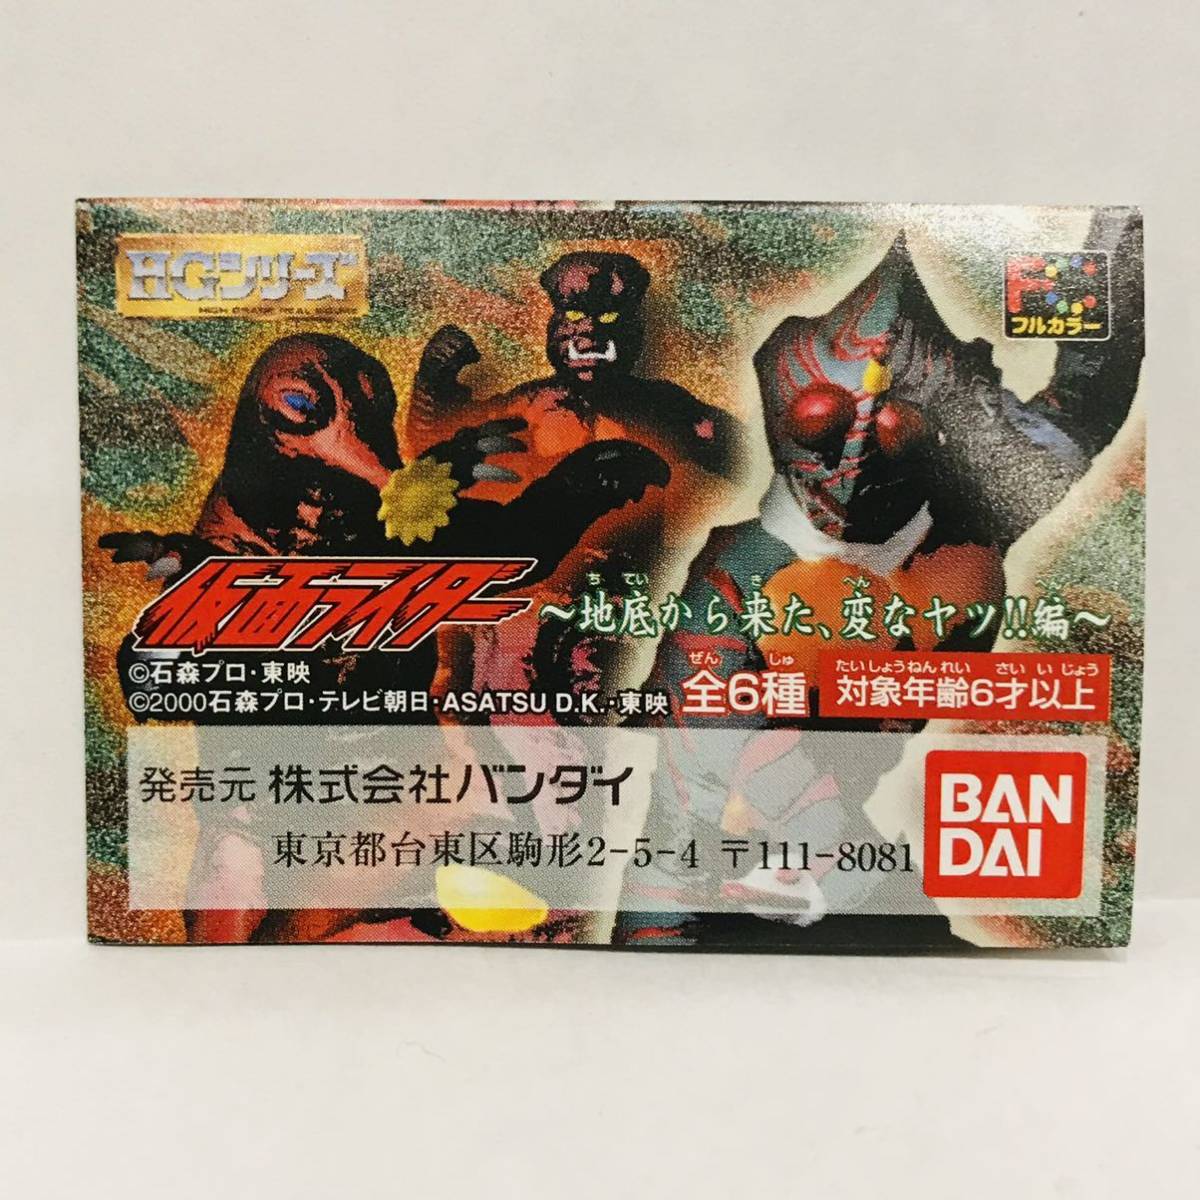 HGシリーズ
フルカラー
仮面ライダー
～地底から来た、変なヤツ!!編～
ちてい き へん へん
©石森プロ・東映
©2000石森プロ・テレビ朝日・ASATSU D.K.・東映
ぜん しゅ
全6種
たいしょうねんれい さいいじょう
対象年齢6才以上
発売元 株式会社バンダイ
東京都台東区駒形2-5-4 〒111-8081
BAN
DAI